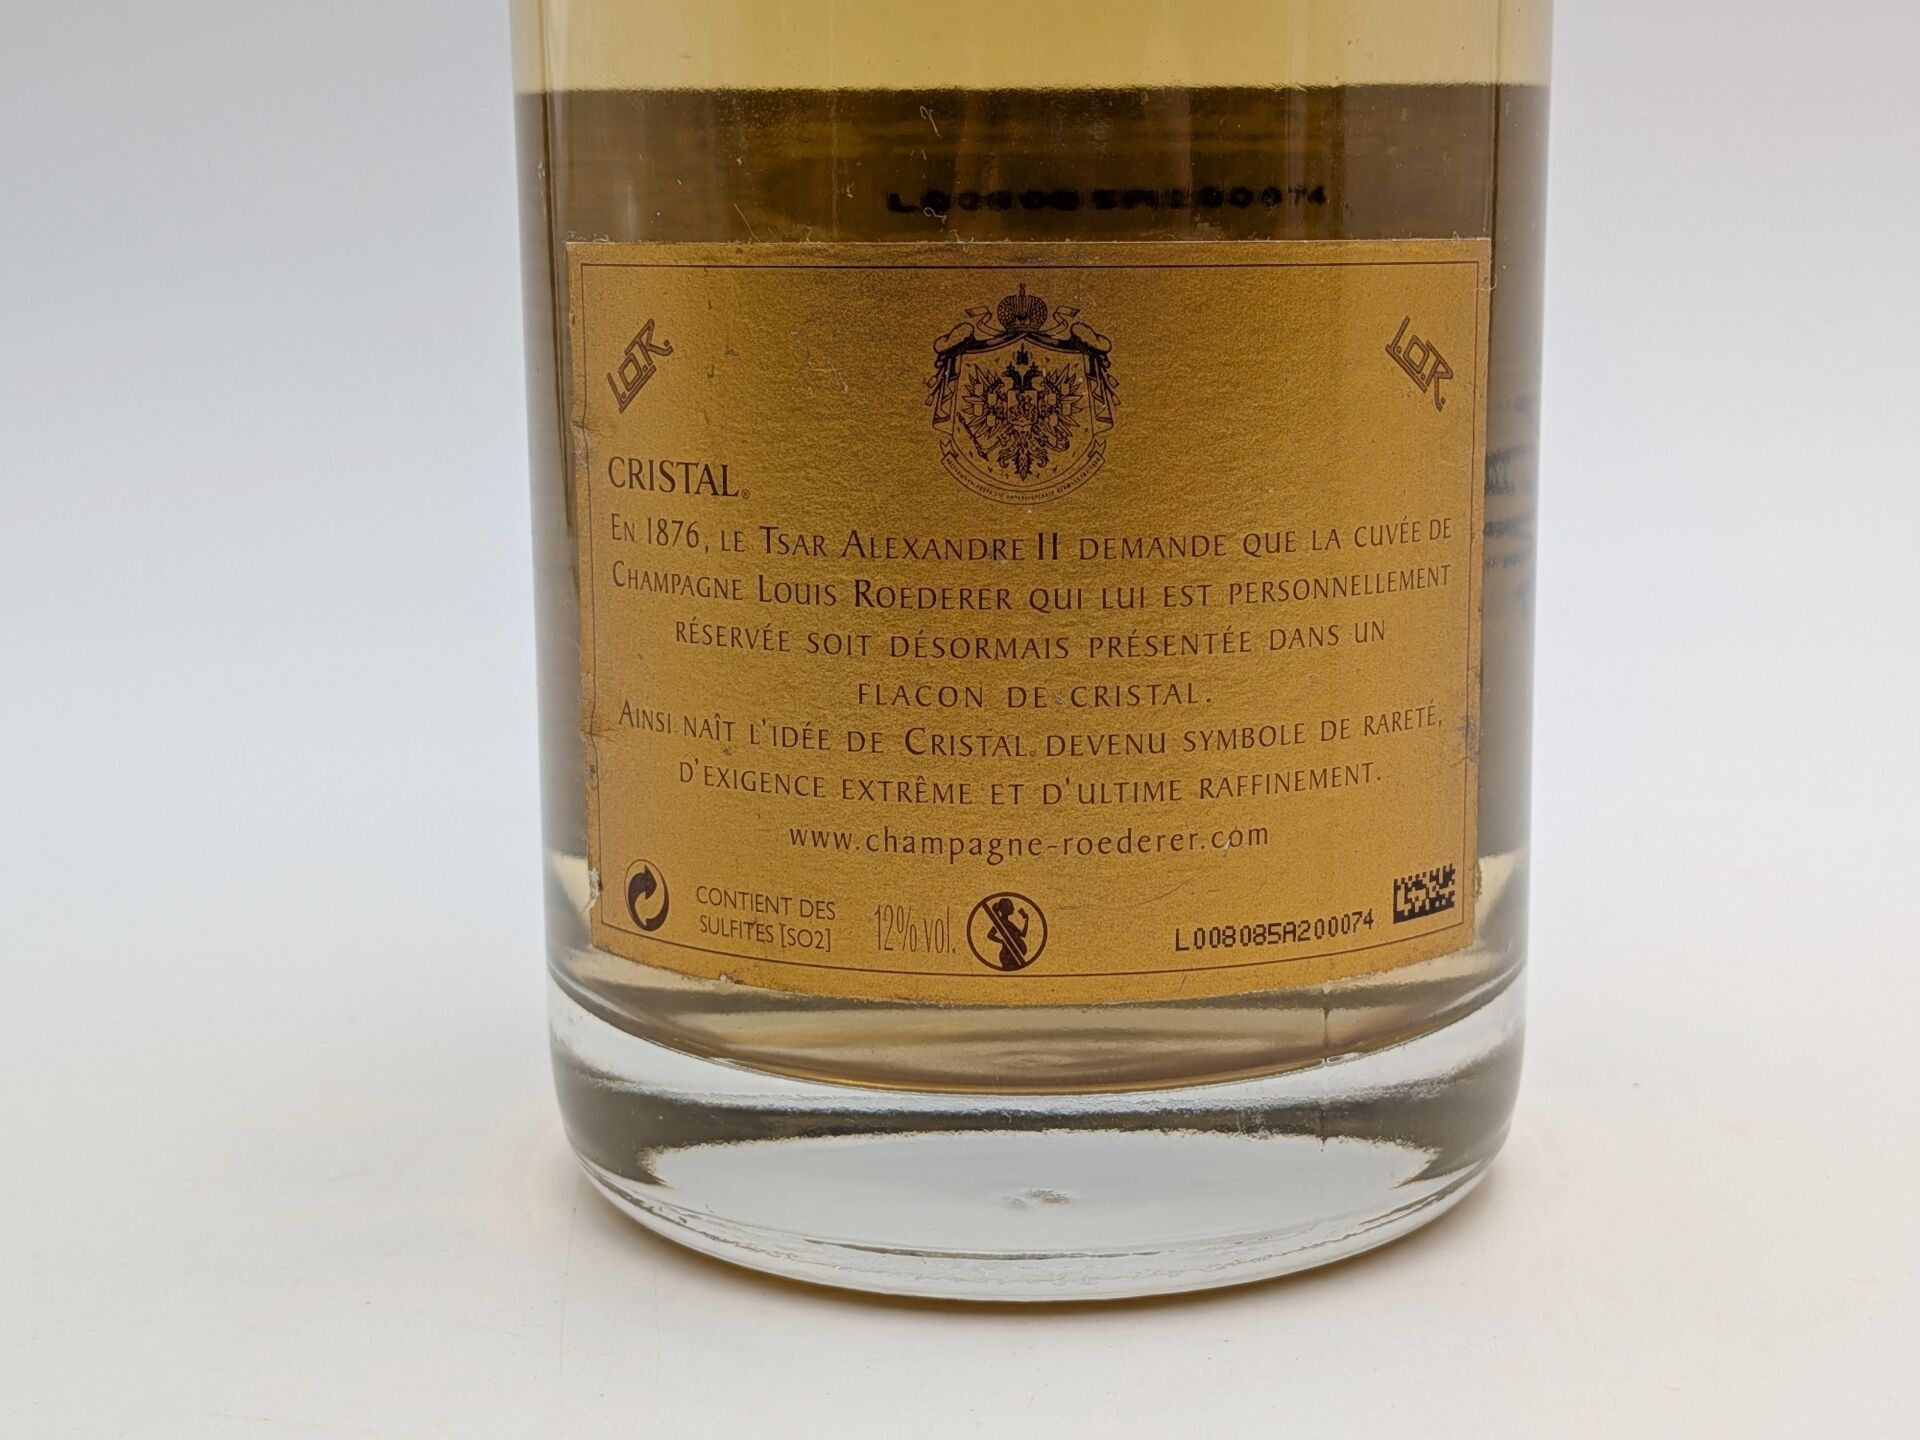 L008085A200074
L.O.R.
L.O.R.
CRISTAL®
EN 1876, LE TSAR ALEXANDRE II DEMANDE QUE LA CUVÉE DE
CHAMPAGNE LOUIS ROEDERER QUI LUI EST PERSONNELLEMENT
RÉSERVÉE SOIT DÉSORMAIS PRÉSENTÉE DANS UN
FLACON DE CRISTAL.
AINSI NAÎT L'IDÉE DE CRISTAL DEVENU SYMBOLE DE RARETÉ,
D'EXIGENCE EXTRÊME ET D'ULTIME RAFFINEMENT.
www.champagne-roederer.com
CONTIENT DES
SULFITES [SO2]
12% vol.
L008085A200074